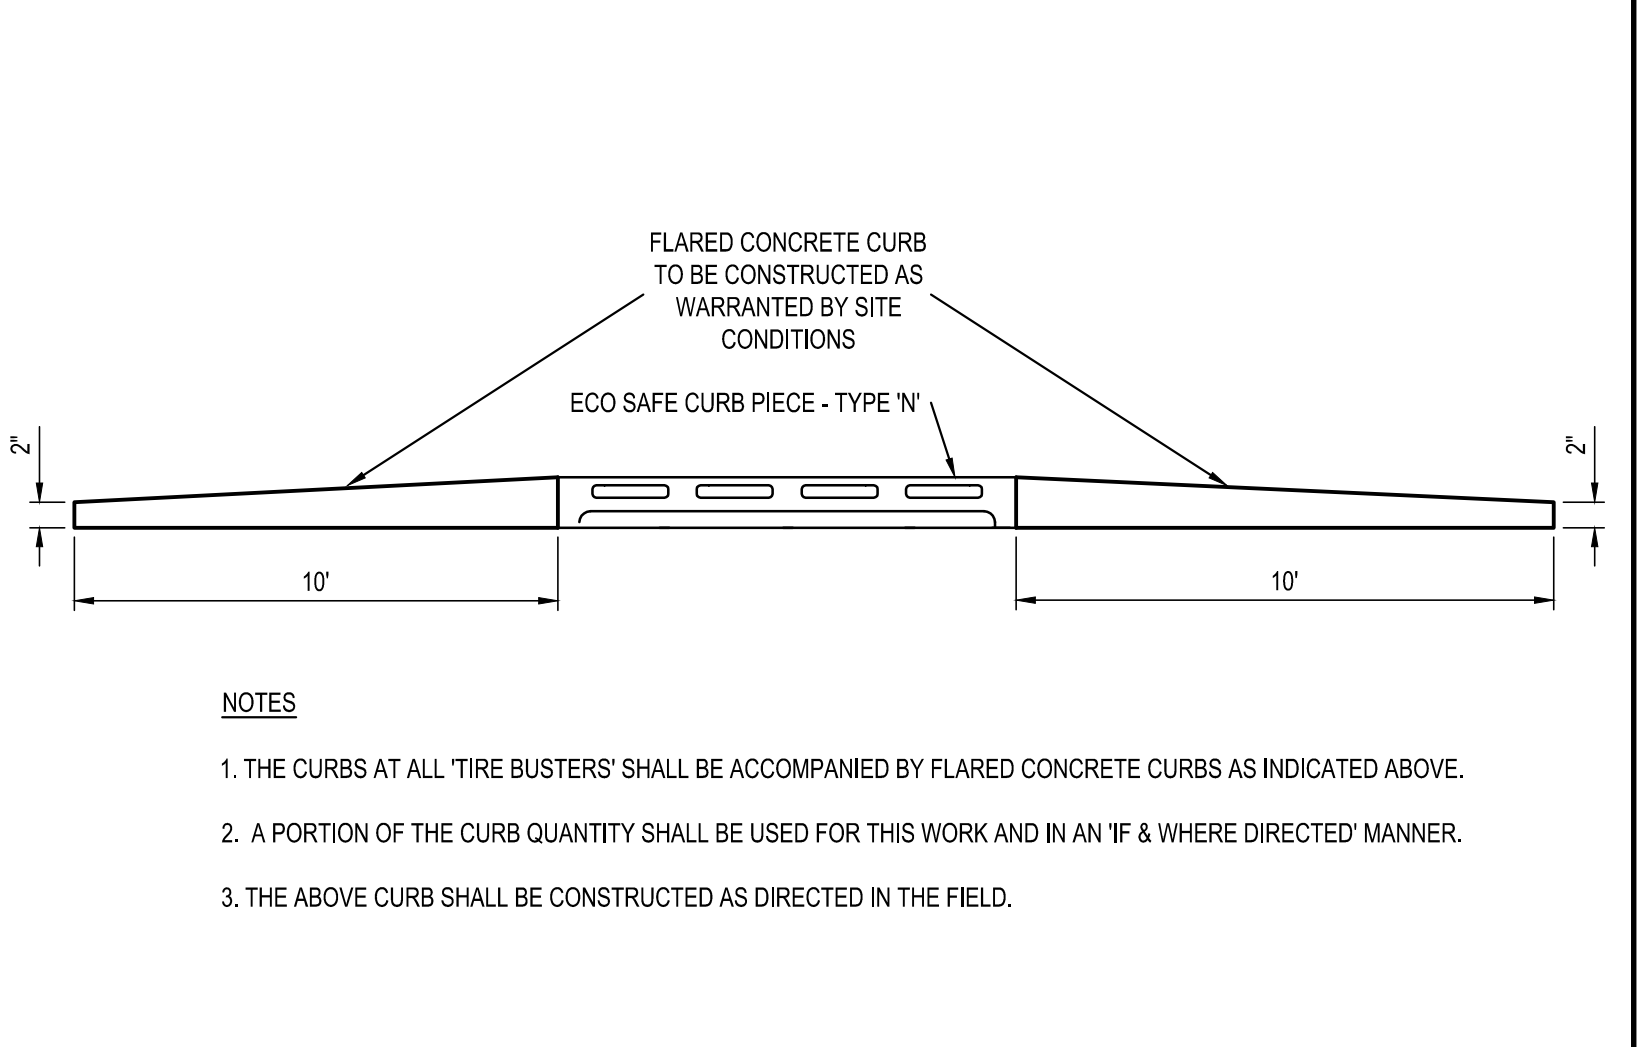 FLARED CONCRETE CURB
TO BE CONSTRUCTED AS
WARRANTED BY SITE
CONDITIONS
ECO SAFE CURB PIECE - TYPE 'N'
2"
2"
10'
10'
NOTES
1. THE CURBS AT ALL 'TIRE BUSTERS' SHALL BE ACCOMPANIED BY FLARED CONCRETE CURBS AS INDICATED ABOVE.
2. A PORTION OF THE CURB QUANTITY SHALL BE USED FOR THIS WORK AND IN AN 'IF & WHERE DIRECTED' MANNER.
3. THE ABOVE CURB SHALL BE CONSTRUCTED AS DIRECTED IN THE FIELD.